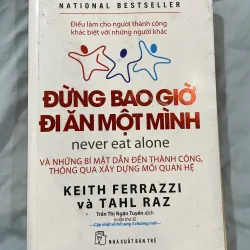 NATIONAL BESTSELLER
Điều làm cho người thành công
khác biệt với những người khác
ĐỪNG BAO GIỜ
ĐI ĂN MỘT MÌNH
never eat alone
VÀ NHỮNG BÍ MẬT DẪN ĐẾN THÀNH CÔNG,
THÔNG QUA XÂY DỰNG MỐI QUAN HỆ
KEITH FERRAZZI
và TAHL RAZ
Trần Thị Ngân Tuyến dịch
NHÀ XUẤT BẢN TRẺ